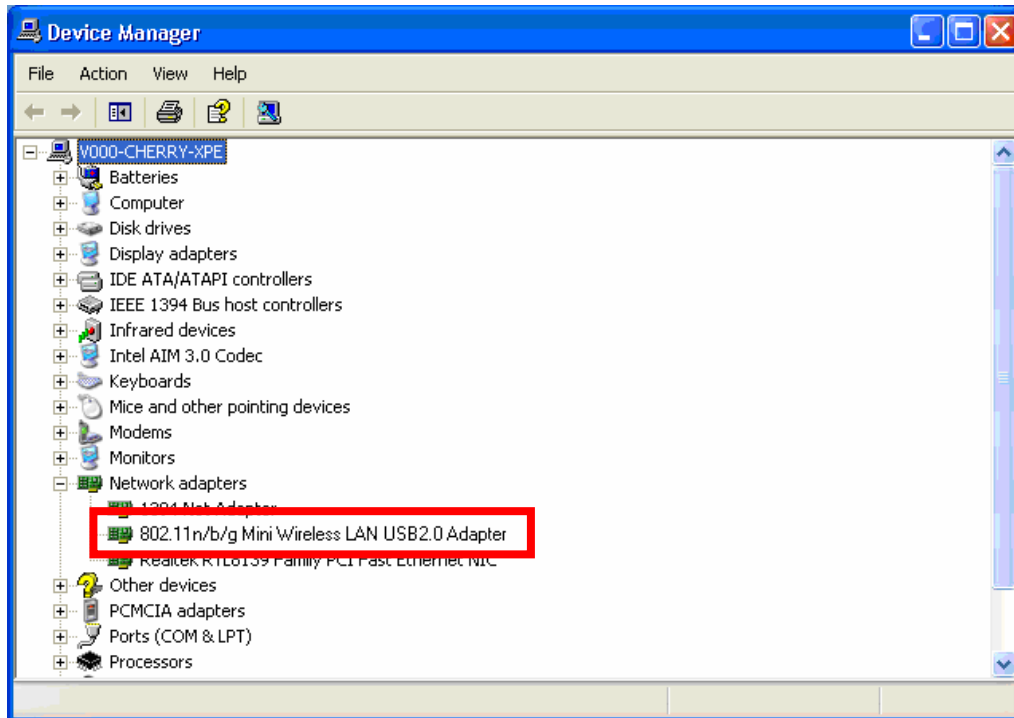 Device Manager
File Action View Help
V000-CHERRY-XPE
Batteries
Computer
Disk drives
Display adapters
IDE ATA/ATAPI controllers
IEEE 1394 Bus host controllers
Infrared devices
Intel AIM 3.0 Codec
Keyboards
Mice and other pointing devices
Modems
Monitors
Network adapters
1394 Net Adapter
802.11n/b/g Mini Wireless LAN USB2.0 Adapter
Realtek RTL8139 Family PCI Fast Ethernet NIC
Other devices
PCMCIA adapters
Ports (COM & LPT)
Processors